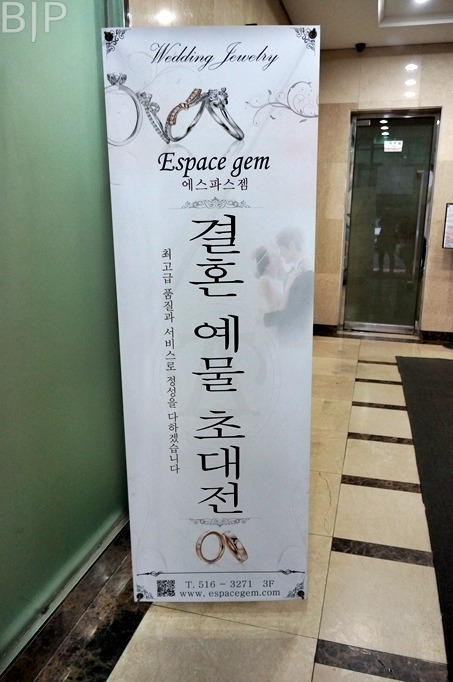 B|P
Wedding Jewelry
Espace gem
에스파스젬
결혼 예물 초대전
최고급 품질과 서비스로 정성을 다하겠습니다
T. 516 - 3271 3F
www. espacegem.com